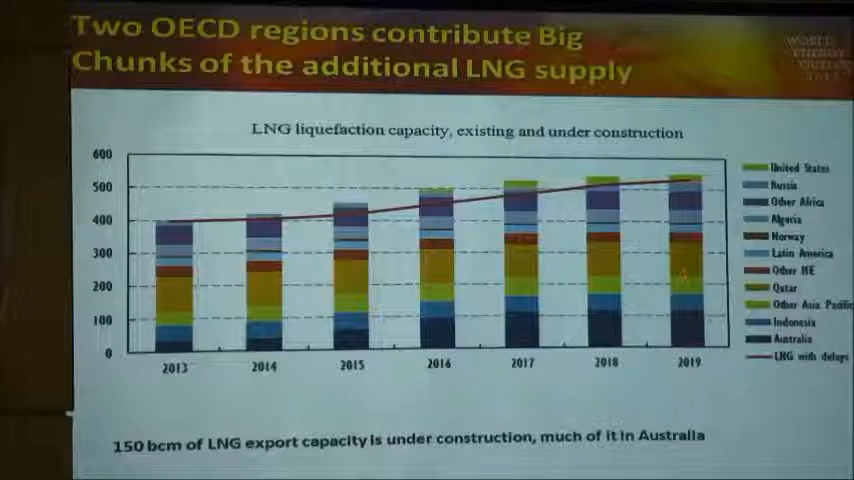 Two OECD regions contribute Big
Chunks of the additional LNG supply
WORLD
ENERGY
OUTLOOK
LNG liquefaction capacity, existing and under construction
600
500
400
300
200
100
0
2013
2014
2015
2016
2017
2018
2019
United States
Russia
Other Africa
Algeria
Norway
Latin America
Other ME
Qatar
Other Asia Pacific
Indonesia
Australia
LNG with delays
150 bcm of LNG export capacity is under construction, much of it in Australia